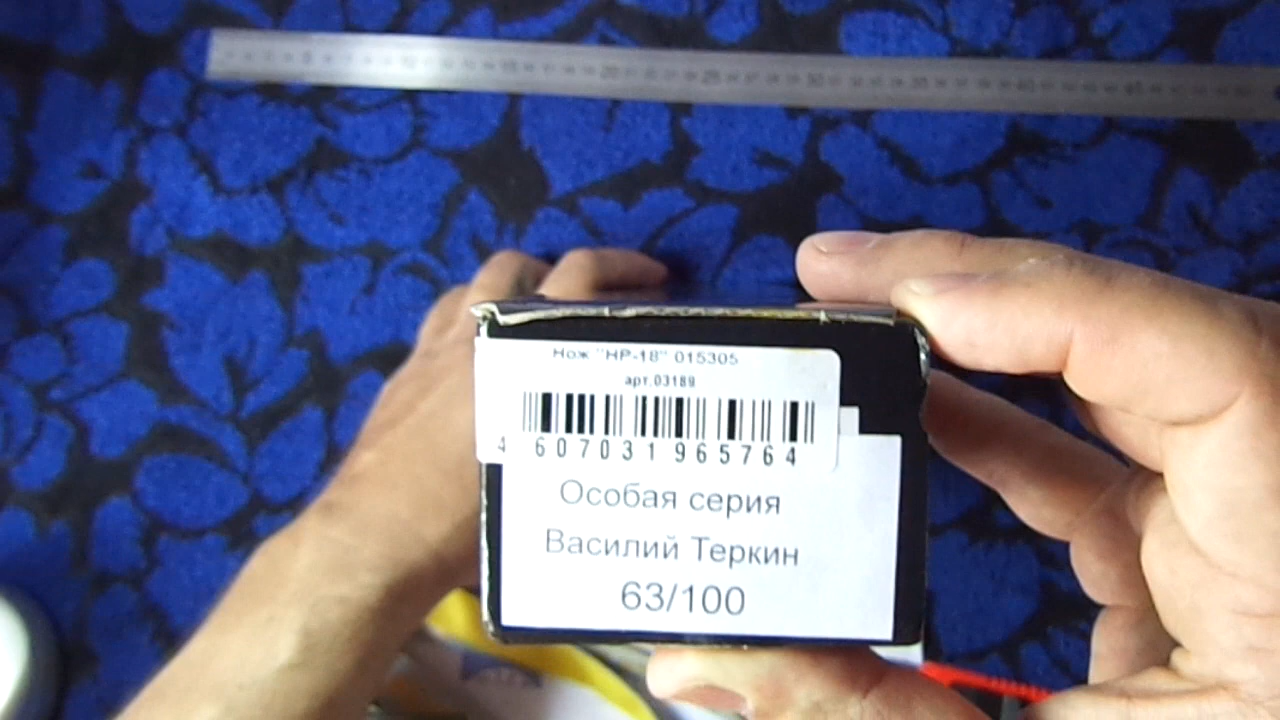 Нож "НР-18" 015305
арт.03189
4 607031 965764
Особая серия
Василий Теркин
63/100